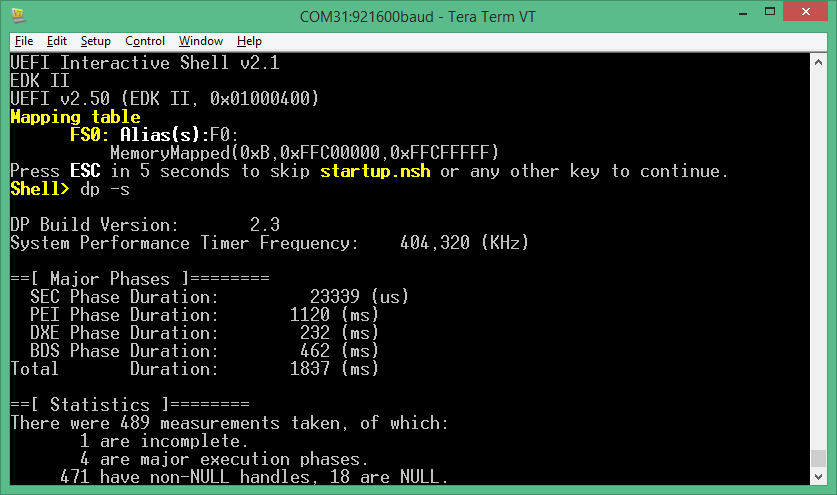 COM31:921600baud - Tera Term VT
File Edit Setup Control Window Help
UEFI Interactive Shell v2.1
EDK II
UEFI v2.50 (EDK II, 0x01000400)
Mapping table
FS0: Alias(s):F0:
MemoryMapped(0xB,0xFFC00000,0xFFCFFFFF)
Press ESC in 5 seconds to skip startup.nsh or any other key to continue.
Shell> dp -s
DP Build Version: 2.3
System Performance Timer Frequency: 404,320 (KHz)
==[ Major Phases ]========
SEC Phase Duration: 23339 (us)
PEI Phase Duration: 1120 (ms)
DXE Phase Duration: 232 (ms)
BDS Phase Duration: 462 (ms)
Total Duration: 1837 (ms)
==[ Statistics ]========
There were 489 measurements taken, of which:
1 are incomplete.
4 are major execution phases.
471 have non-NULL handles, 18 are NULL.